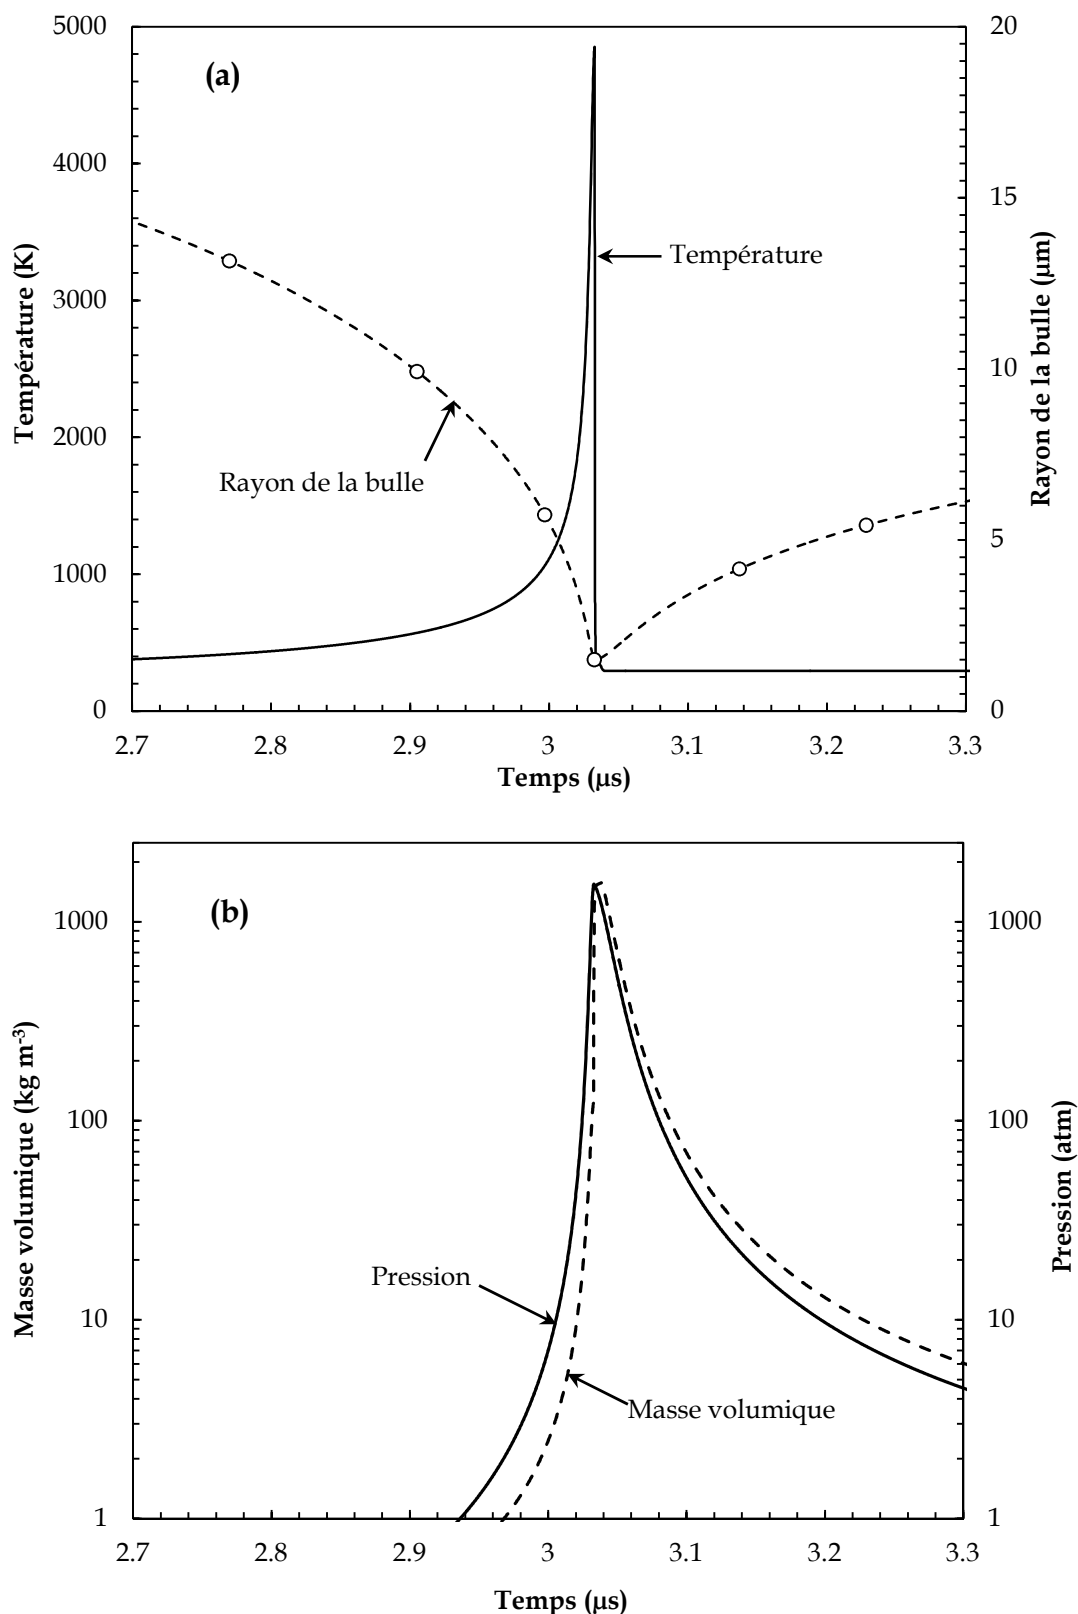 (a)
5000
4000
3000
2000
1000
0
Température (K)
20
15
10
5
0
Rayon de la bulle (µm)
Température
Rayon de la bulle
2.7 2.8 2.9 3 3.1 3.2 3.3
Temps (µs)
(b)
1000
100
10
1
Masse volumique (kg m-3)
1000
100
10
1
Pression (atm)
Pression
Masse volumique
2.7 2.8 2.9 3 3.1 3.2 3.3
Temps (µs)